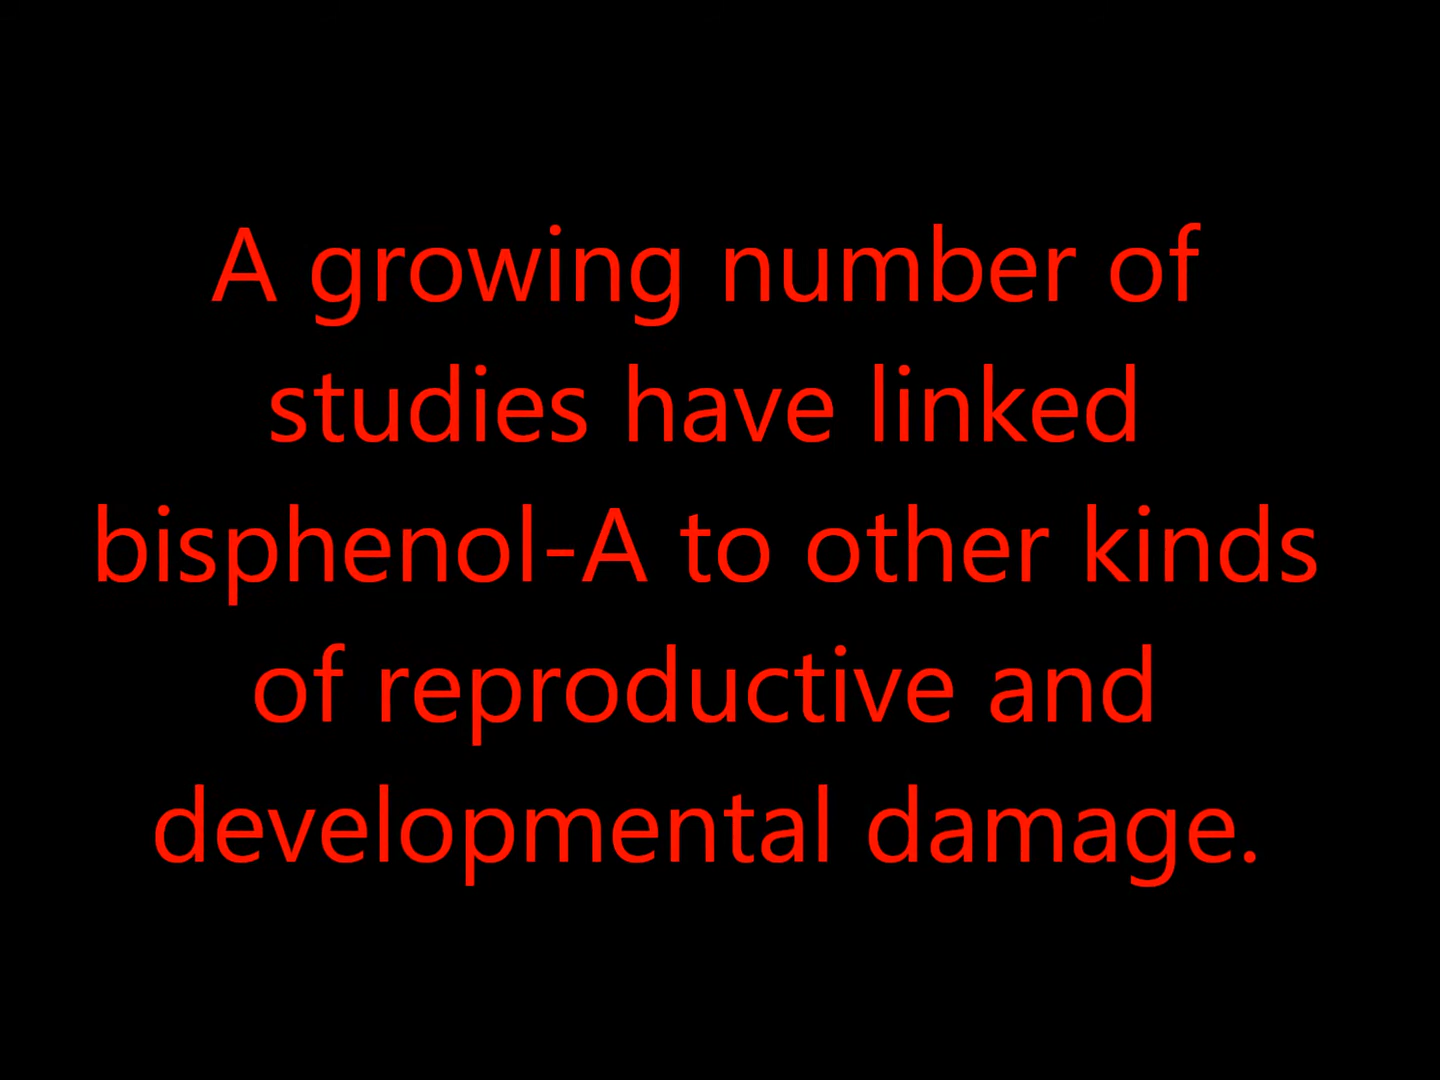 A growing number of
studies have linked
bisphenol-A to other kinds
of reproductive and
developmental damage.